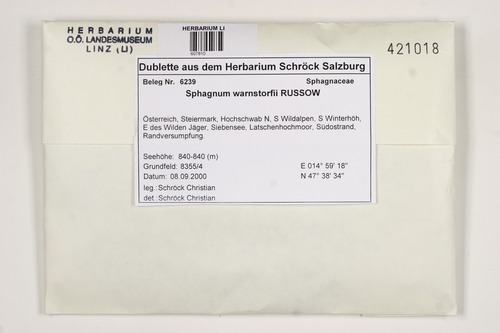 HERBARIUM
O.Ö. LANDESMUSEUM
LINZ (LI)
HERBARIUM LI
607810
421018
Dublette aus dem Herbarium Schröck Salzburg
Beleg Nr. 6239 Sphagnaceae
Sphagnum warnstorfii RUSSOW
Österreich, Steiermark, Hochschwab N, S Wildalpen, S Winterhöh,
E des Wilden Jäger, Siebensee, Latschenhochmoor, Südostrand,
Randversumpfung.
Seehöhe: 840-840 (m) E 014° 59' 18"
Grundfeld: 8355/4 N 47° 38' 34"
Datum: 08.09.2000
leg.:Schröck Christian
det.:Schröck Christian